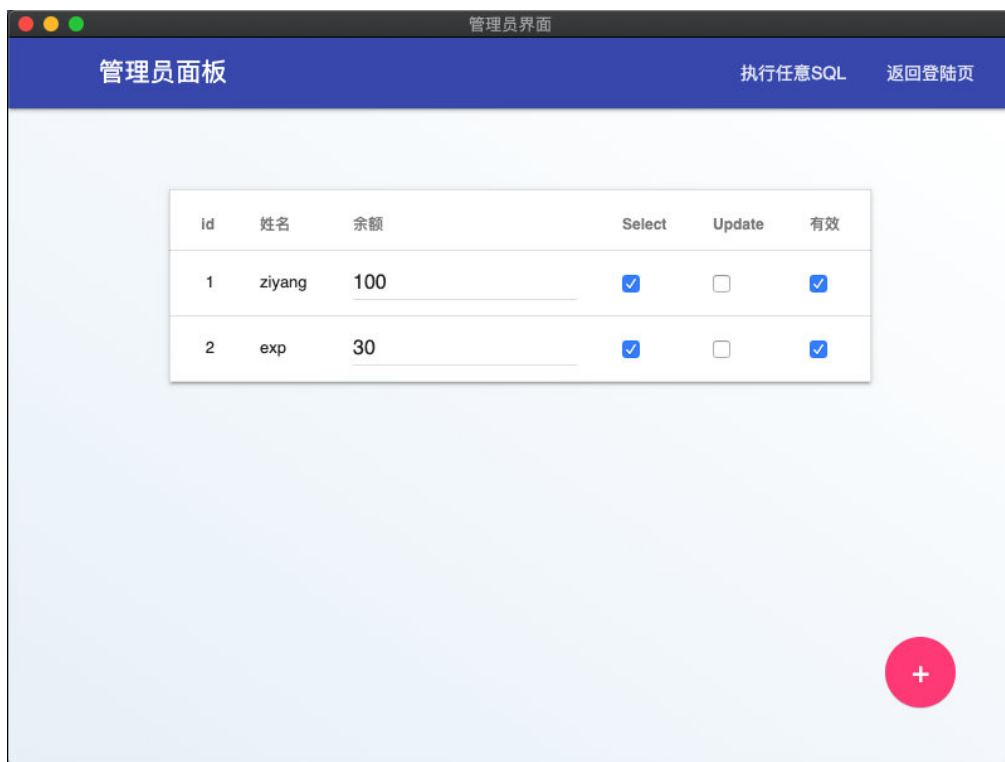 管理员界面
管理员面板 执行任意SQL 返回登陆页
id 姓名 余额 Select Update 有效
1 ziyang 100
2 exp 30
+